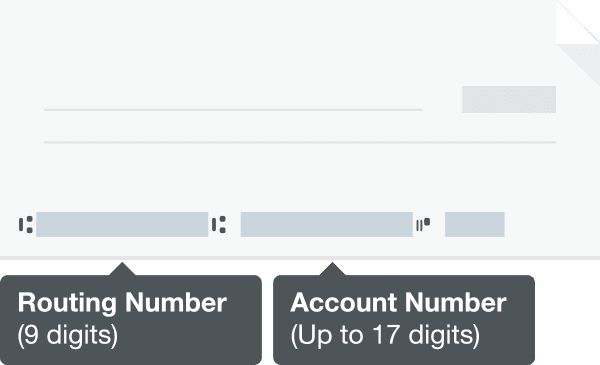 Routing Number
(9 digits)
Account Number
(Up to 17 digits)